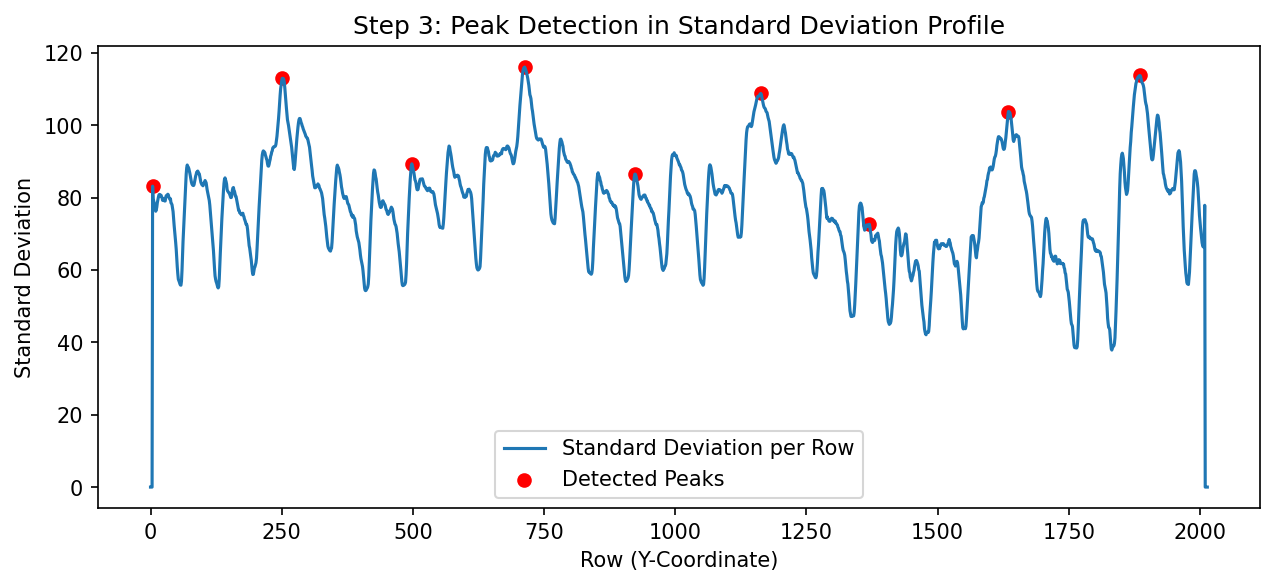 Step 3: Peak Detection in Standard Deviation Profile
120
100
80
60
40
20
0
Standard Deviation
Standard Deviation per Row
Detected Peaks
0 250 500 750 1000 1250 1500 1750 2000
Row (Y-Coordinate)